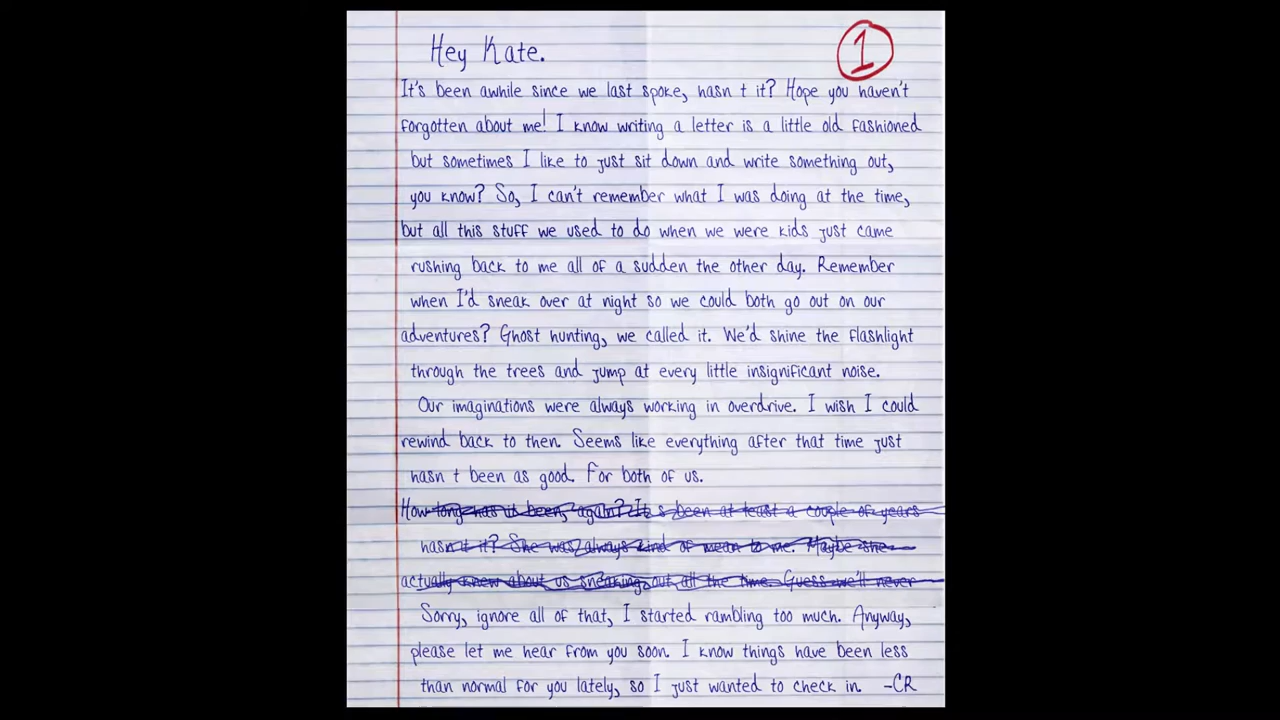 Hey Kate.
1
It's been awhile since we last spoke, hasn t it? Hope you haven't
forgotten about me! I know writing a letter is a little old fashioned
but sometimes I like to just sit down and write something out,
you know? So, I can't remember what I was doing at the time,
but all this stuff we used to do when we were kids just came
rushing back to me all of a sudden the other day. Remember
when I'd sneak over at night so we could both go out on our
adventures? Ghost hunting, we called it. We'd shine the flashlight
through the trees and jump at every little insignificant noise.
Our imaginations were always working in overdrive. I wish I could
rewind back to then. Seems like everything after that time just
hasn t been as good. For both of us.
How long has it been, again? It s been at least a couple of years
hasn t it? She was always kind of mean to me. Maybe she
actually knew about us sneaking out all the time. Guess we'll never
Sorry, ignore all of that, I started rambling too much. Anyway,
please let me hear from you soon. I know things have been less
than normal for you lately, so I just wanted to check in. -CR